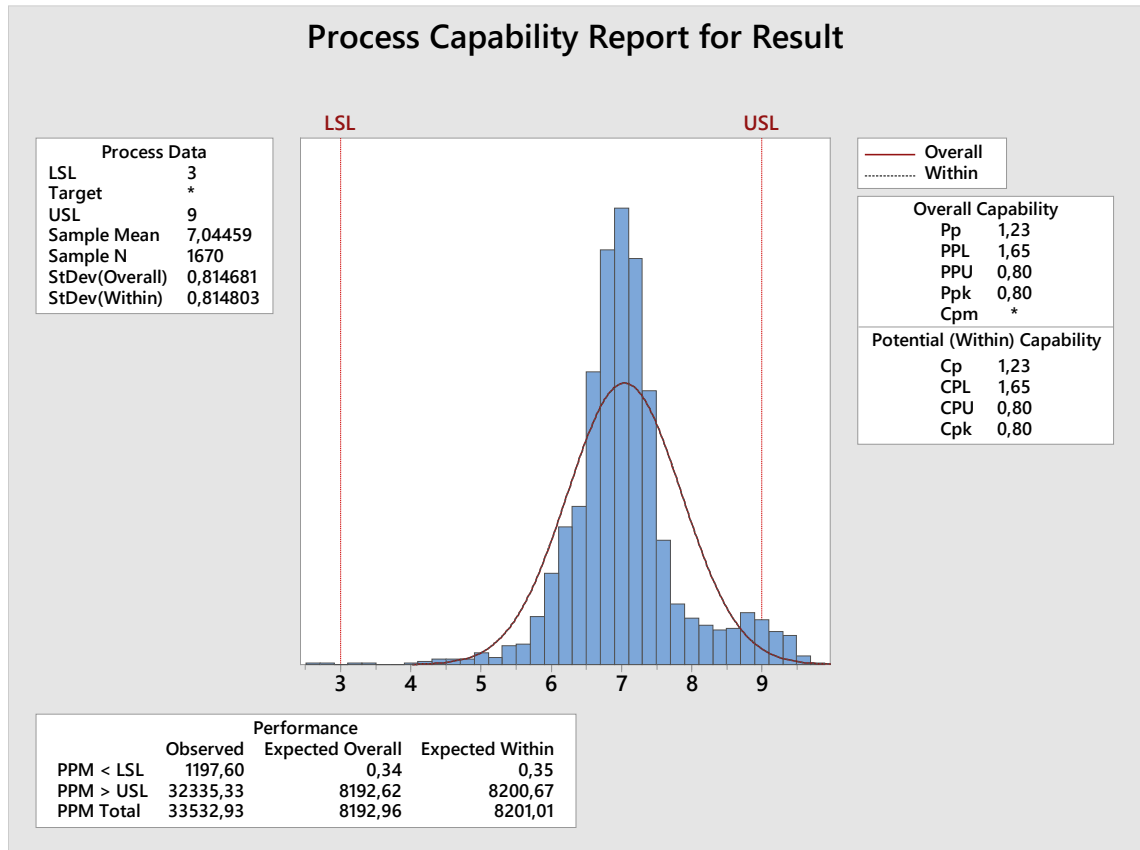 Process Capability Report for Result
LSL USL
Process Data
LSL 3
Target *
USL 9
Sample Mean 7,04459
Sample N 1670
StDev(Overall) 0,814681
StDev(Within) 0,814803
Overall
Within
Overall Capability
Pp 1,23
PPL 1,65
PPU 0,80
Ppk 0,80
Cpm *
Potential (Within) Capability
Cp 1,23
CPL 1,65
CPU 0,80
Cpk 0,80
3 4 5 6 7 8 9
Performance
Observed Expected Overall Expected Within
PPM < LSL 1197,60 0,34 0,35
PPM > USL 32335,33 8192,62 8200,67
PPM Total 33532,93 8192,96 8201,01